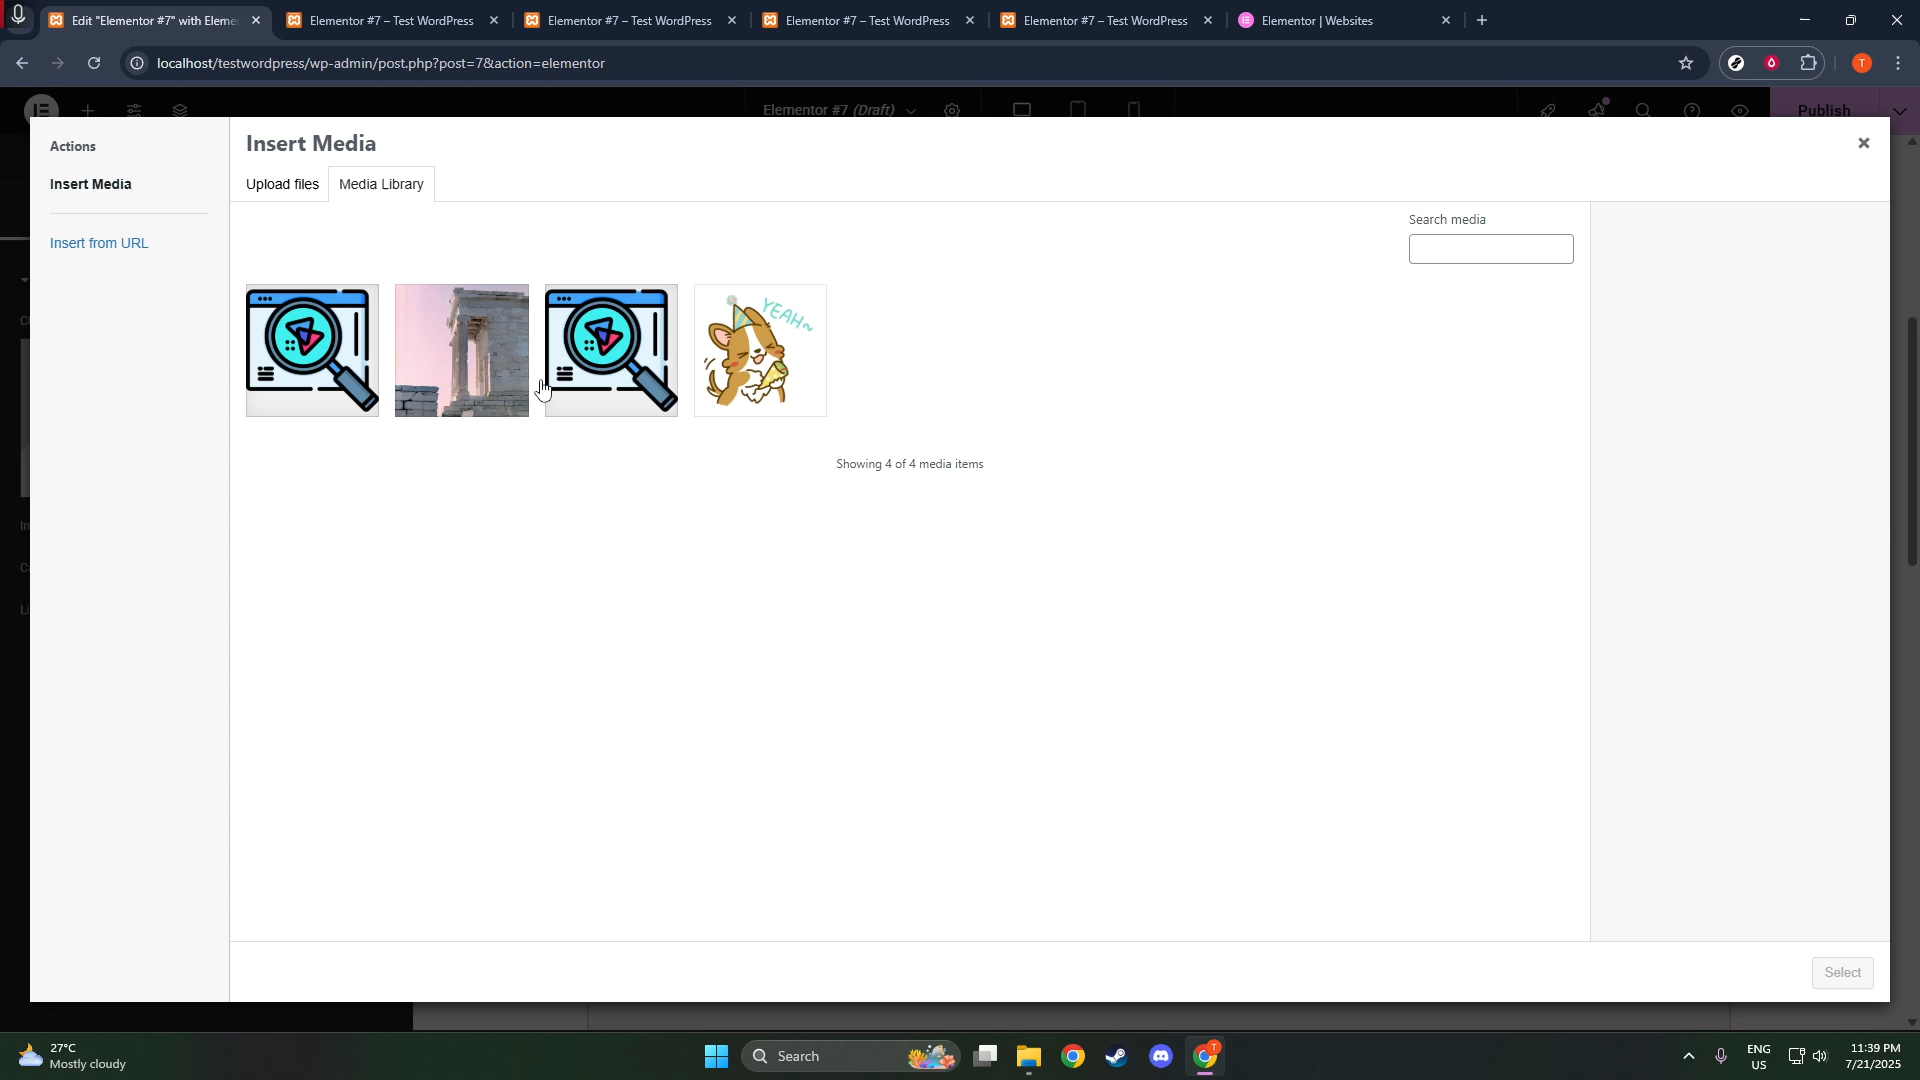 Edit "Elementor #7" with Eleme
Elementor #7 – Test WordPress
Elementor #7 – Test WordPress
Elementor #7 – Test WordPress
Elementor #7 – Test WordPress
Elementor | Websites
localhost/testwordpress/wp-admin/post.php?post=7&action=elementor
T
Elementor #7 (Draft)
Publish
Actions
Insert Media
Insert from URL
Insert Media
Upload files
Media Library
Search media
YEAH~
Showing 4 of 4 media items
Select
27°C
Mostly cloudy
Search
T
ENG
US
11:39 PM
7/21/2025